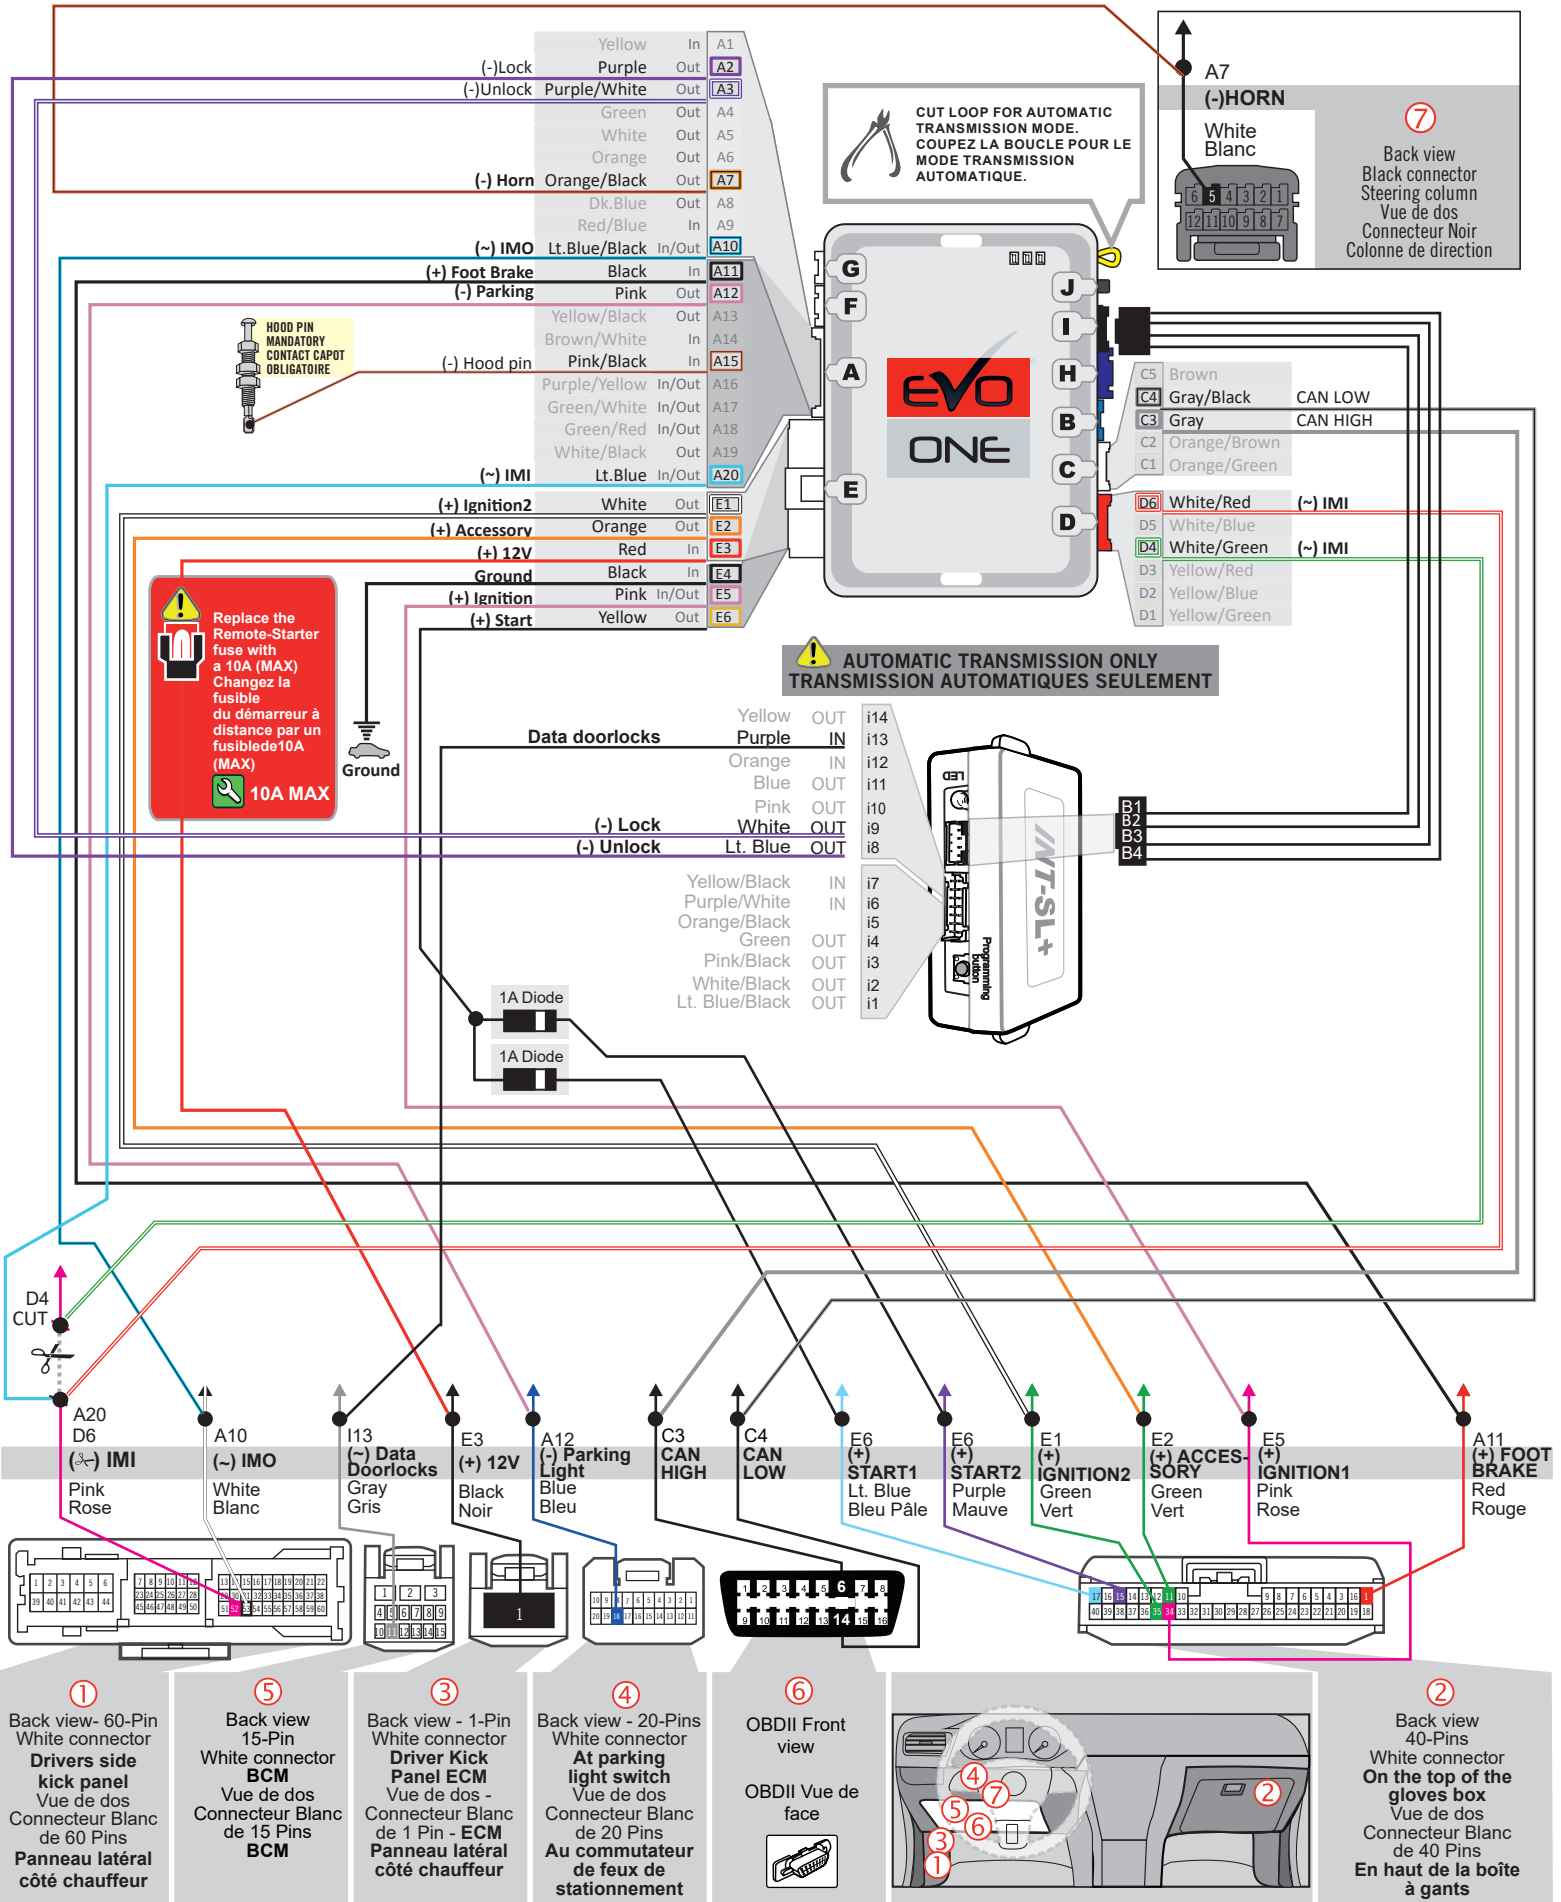 Yellow In A1
(-)Lock Purple Out A2
(-)Unlock Purple/White Out A3
Green Out A4
White Out A5
Orange Out A6
(-) Horn Orange/Black Out A7
Dk.Blue Out A8
Red/Blue In A9
(~) IMO Lt.Blue/Black In/Out A10
(+) Foot Brake Black In A11
(-) Parking Pink Out A12
Yellow/Black Out A13
Brown/White In A14
(-) Hood pin Pink/Black In A15
Purple/Yellow In/Out A16
Green/White In/Out A17
Green/Red In/Out A18
White/Black Out A19
(~) IMI Lt.Blue In/Out A20
(+) Ignition2 White Out E1
(+) Accessory Orange Out E2
(+) 12V Red In E3
Ground Black In E4
(+) Ignition Pink In/Out E5
(+) Start Yellow Out E6
HOOD PIN
MANDATORY
CONTACT CAPOT
OBLIGATOIRE
CUT LOOP FOR AUTOMATIC
TRANSMISSION MODE.
COUPEZ LA BOUCLE POUR LE
MODE TRANSMISSION
AUTOMATIQUE.
A7
(-)HORN
White
Blanc
6 5 4 3 2 1
12 11 10 9 8 7
7
Back view
Black connector
Steering column
Vue de dos
Connecteur Noir
Colonne de direction
G
F
A
E
J
I
H
B
C
D
EVO
ONE
C5 Brown
C4 Gray/Black CAN LOW
C3 Gray CAN HIGH
C2 Orange/Brown
C1 Orange/Green
D6 White/Red (~) IMI
D5 White/Blue
D4 White/Green (~) IMI
D3 Yellow/Red
D2 Yellow/Blue
D1 Yellow/Green
Replace the
Remote-Starter
fuse with
a 10A (MAX)
Changez la
fusible
du démarreur à
distance par un
fusiblede10A
(MAX)
10A MAX
Ground
AUTOMATIC TRANSMISSION ONLY
TRANSMISSION AUTOMATIQUES SEULEMENT
Yellow OUT i14
Data doorlocks Purple IN i13
Orange IN i12
Blue OUT i11
Pink OUT i10
(-) Lock White OUT i9
(-) Unlock Lt. Blue OUT i8
Yellow/Black IN i7
Purple/White IN i6
Orange/Black i5
Green OUT i4
Pink/Black OUT i3
White/Black OUT i2
Lt. Blue/Black OUT i1
LED
INT-SL+
Programming
button
B1
B2
B3
B4
1A Diode
1A Diode
D4
CUT
A20
D6
(~) IMI
Pink
Rose
A10
(~) IMO
White
Blanc
I13
(~) Data
Doorlocks
Gray
Gris
E3
(+) 12V
Black
Noir
A12
(-) Parking
Light
Blue
Bleu
C3
CAN
HIGH
C4
CAN
LOW
E6
(+)
START1
Lt. Blue
Bleu Pâle
E6
(+)
START2
Purple
Mauve
E1
(+)
IGNITION2
Green
Vert
E2
(+) ACCES-
SORY
Green
Vert
E5
(+)
IGNITION1
Pink
Rose
A11
(+) FOOT
BRAKE
Red
Rouge
1
Back view- 60-Pin
White connector
Drivers side
kick panel
Vue de dos
Connecteur Blanc
de 60 Pins
Panneau latéral
côté chauffeur
5
Back view
15-Pin
White connector
BCM
Vue de dos
Connecteur Blanc
de 15 Pins
BCM
3
Back view - 1-Pin
White connector
Driver Kick
Panel ECM
Vue de dos -
Connecteur Blanc
de 1 Pin - ECM
Panneau latéral
côté chauffeur
4
Back view - 20-Pins
White connector
At parking
light switch
Vue de dos
Connecteur Blanc
de 20 Pins
Au commutateur
de feux de
stationnement
6
OBDII Front
view
OBDII Vue de
face
4
7
5
6
3
1
2
2
Back view
40-Pins
White connector
On the top of the
gloves box
Vue de dos
Connecteur Blanc
de 40 Pins
En haut de la boîte
à gants